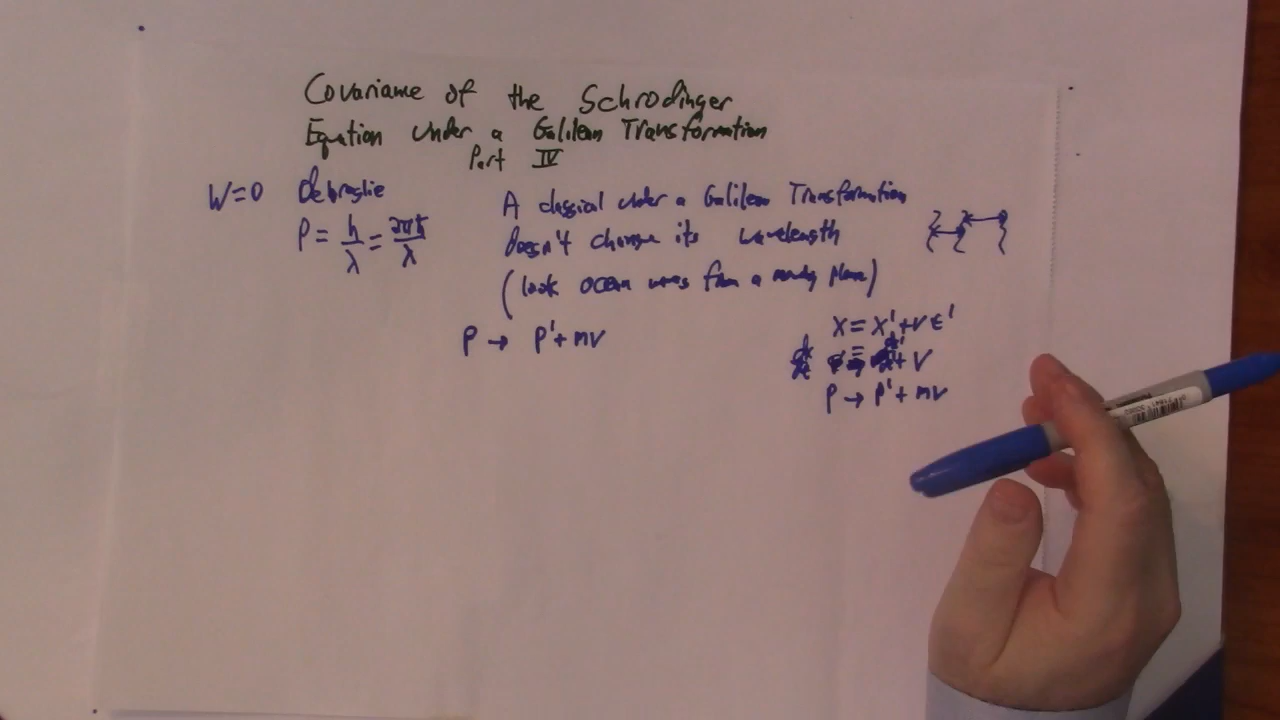 Covariance of the Schrodinger
Equation Under a Galilean Transformation
Part IV
W=0 Debroglie
P = h/λ = 2πℏ/λ
A classical under a Galilean Transformation
doesn't change its wavelength
(look ocean waves from a moving plane)
P → P'+mv
X = X'+Vt'
+ V
P → P'+ mv